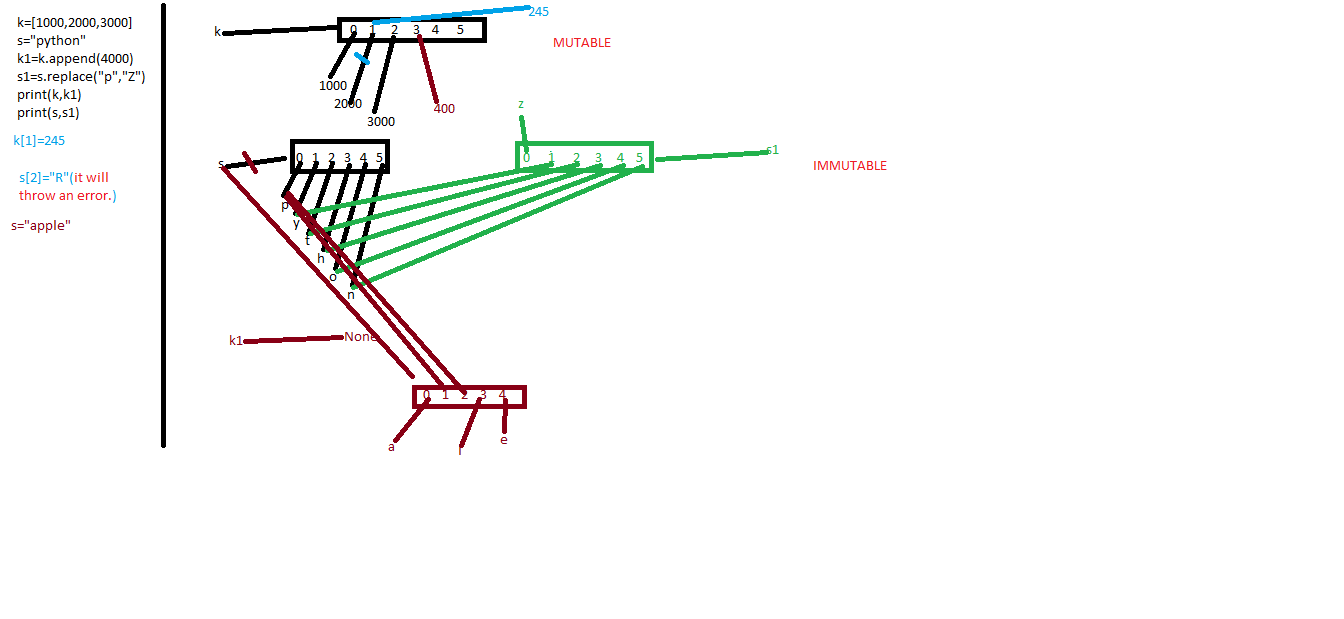 k=[1000,2000,3000]
s="python"
k1=k.append(4000)
s1=s.replace("p","Z")
print(k,k1)
print(s,s1)
k[1]=245
s[2]="R"(it will
throw an error.)
s="apple"
k
0 1 2 3 4 5
245
MUTABLE
1000
2000
3000
400
s
0 1 2 3 4 5
z
0 1 2 3 4 5
s1
IMMUTABLE
p
y
t
h
o
n
k1
None
0 1 2 3 4
a
l
e